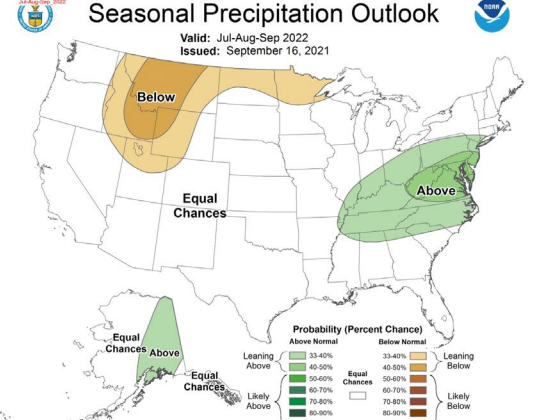 Jul-Aug-Sep 2022
Seasonal Precipitation Outlook
NOAA
Valid: Jul-Aug-Sep 2022
Issued: September 16, 2021
Below
Equal
Chances
Above
Equal
Chances
Above
Equal
Chances
Probability (Percent Chance)
Above Normal
Below Normal
Leaning
Above
33-40%
40-50%
50-60%
60-70%
70-80%
80-90%
Likely
Above
Equal
Chances
33-40%
40-50%
50-60%
60-70%
70-80%
80-90%
Leaning
Below
Likely
Below